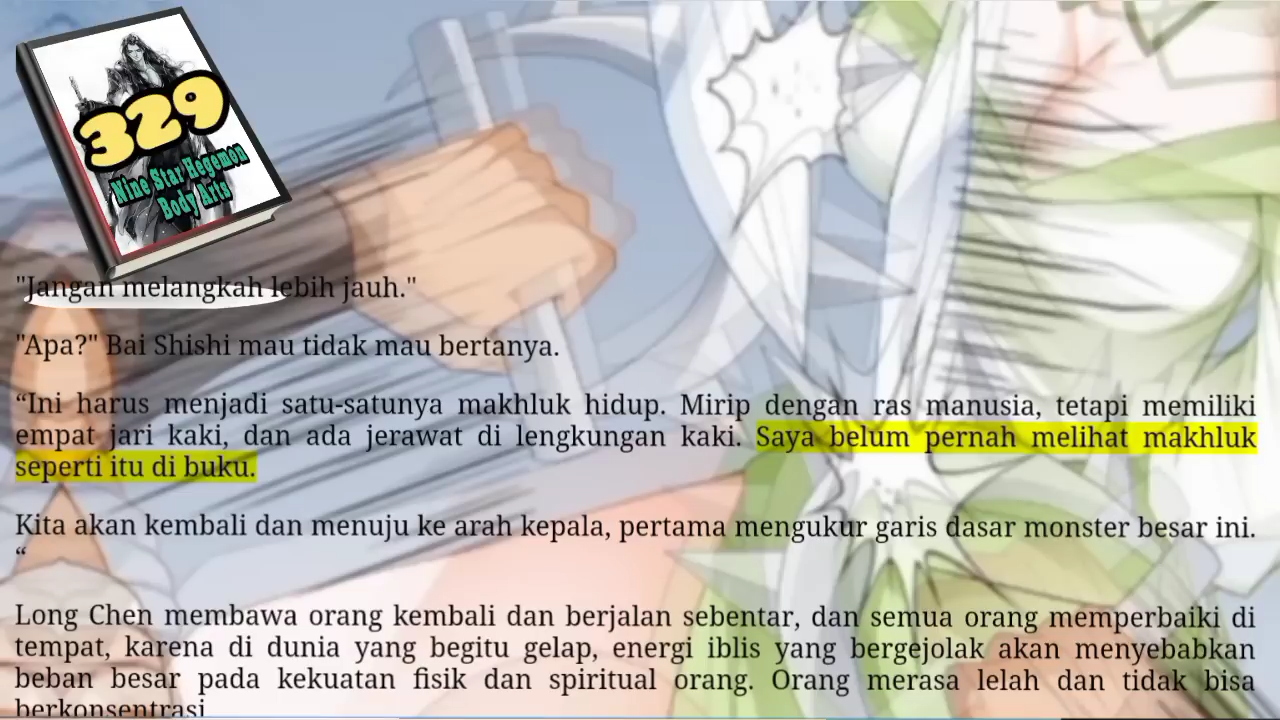 329
Nine Star Hegemon
Body Arts
"Jangan melangkah lebih jauh."
"Apa?" Bai Shishi mau tidak mau bertanya.
“Ini harus menjadi satu-satunya makhluk hidup. Mirip dengan ras manusia, tetapi memiliki
empat jari kaki, dan ada jerawat di lengkungan kaki. Saya belum pernah melihat makhluk
seperti itu di buku.
Kita akan kembali dan menuju ke arah kepala, pertama mengukur garis dasar monster besar ini.
“
Long Chen membawa orang kembali dan berjalan sebentar, dan semua orang memperbaiki di
tempat, karena di dunia yang begitu gelap, energi iblis yang bergejolak akan menyebabkan
beban besar pada kekuatan fisik dan spiritual orang. Orang merasa lelah dan tidak bisa
berkonsentrasi